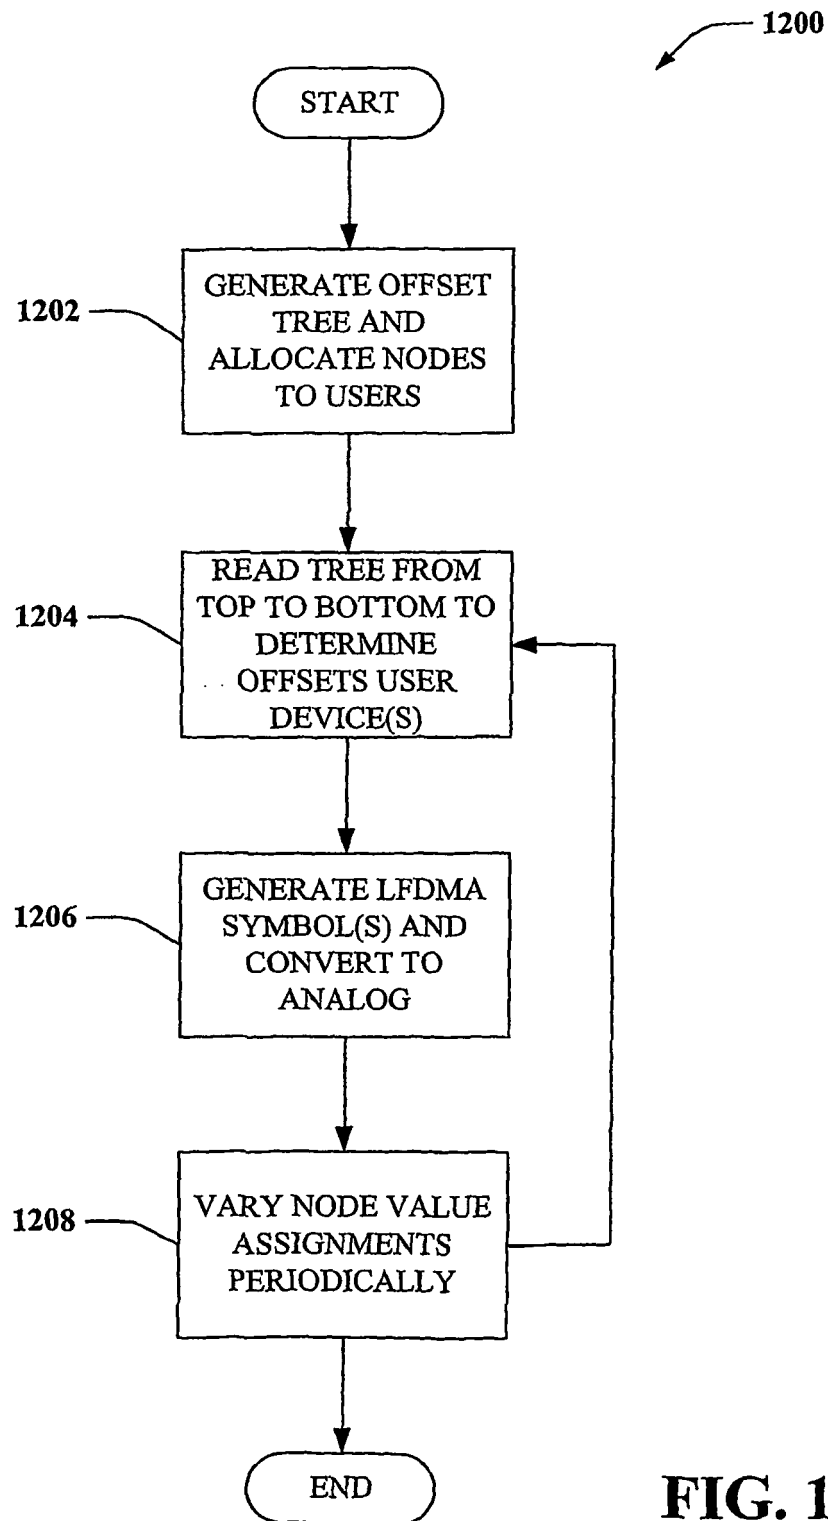 1200
START
1202
GENERATE OFFSET
TREE AND
ALLOCATE NODES
TO USERS
1204
READ TREE FROM
TOP TO BOTTOM TO
DETERMINE
OFFSETS USER
DEVICE(S)
1206
GENERATE LFDMA
SYMBOL(S) AND
CONVERT TO
ANALOG
1208
VARY NODE VALUE
ASSIGNMENTS
PERIODICALLY
END
FIG. 1